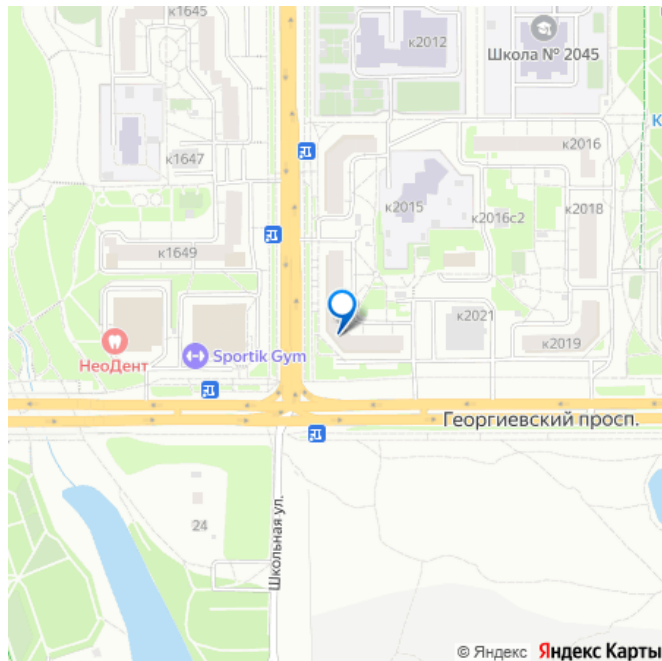 к1645
к2012
Школа № 2045
К
к2016
к1647
к2015
к2016с2
к2018
к1649
к2021
к2019
НеоДент
Sportik Gym
Георгиевский просп.
Школьная ул.
24
© Яндекс Яндекс Карты